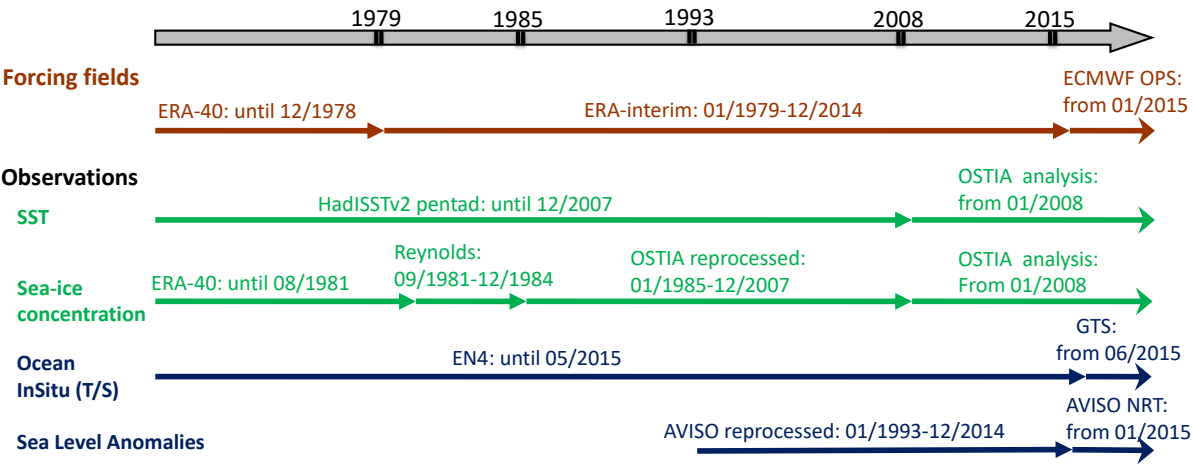 1979 1985 1993 2008 2015
Forcing fields
ECMWF OPS:
from 01/2015
ERA-40: until 12/1978
ERA-interim: 01/1979-12/2014
Observations
SST
HadISSTv2 pentad: until 12/2007
OSTIA analysis:
from 01/2008
Sea-ice
concentration
ERA-40: until 08/1981
Reynolds:
09/1981-12/1984
OSTIA reprocessed:
01/1985-12/2007
OSTIA analysis:
From 01/2008
Ocean
InSitu (T/S)
EN4: until 05/2015
GTS:
from 06/2015
Sea Level Anomalies
AVISO reprocessed: 01/1993-12/2014
AVISO NRT:
from 01/2015